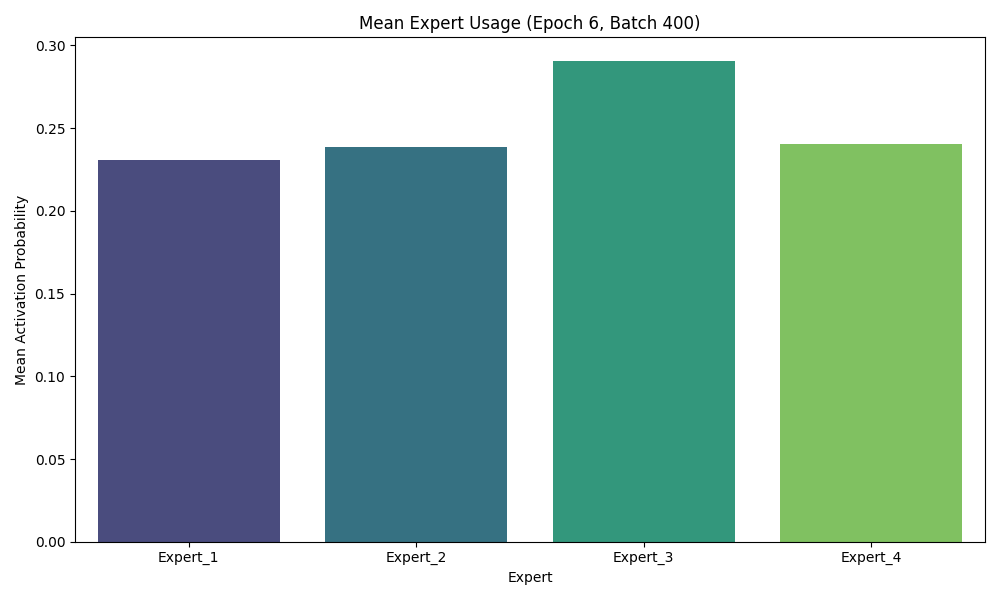 Mean Expert Usage (Epoch 6, Batch 400)
Mean Activation Probability
0.30
0.25
0.20
0.15
0.10
0.05
0.00
Expert_1 Expert_2 Expert_3 Expert_4
Expert